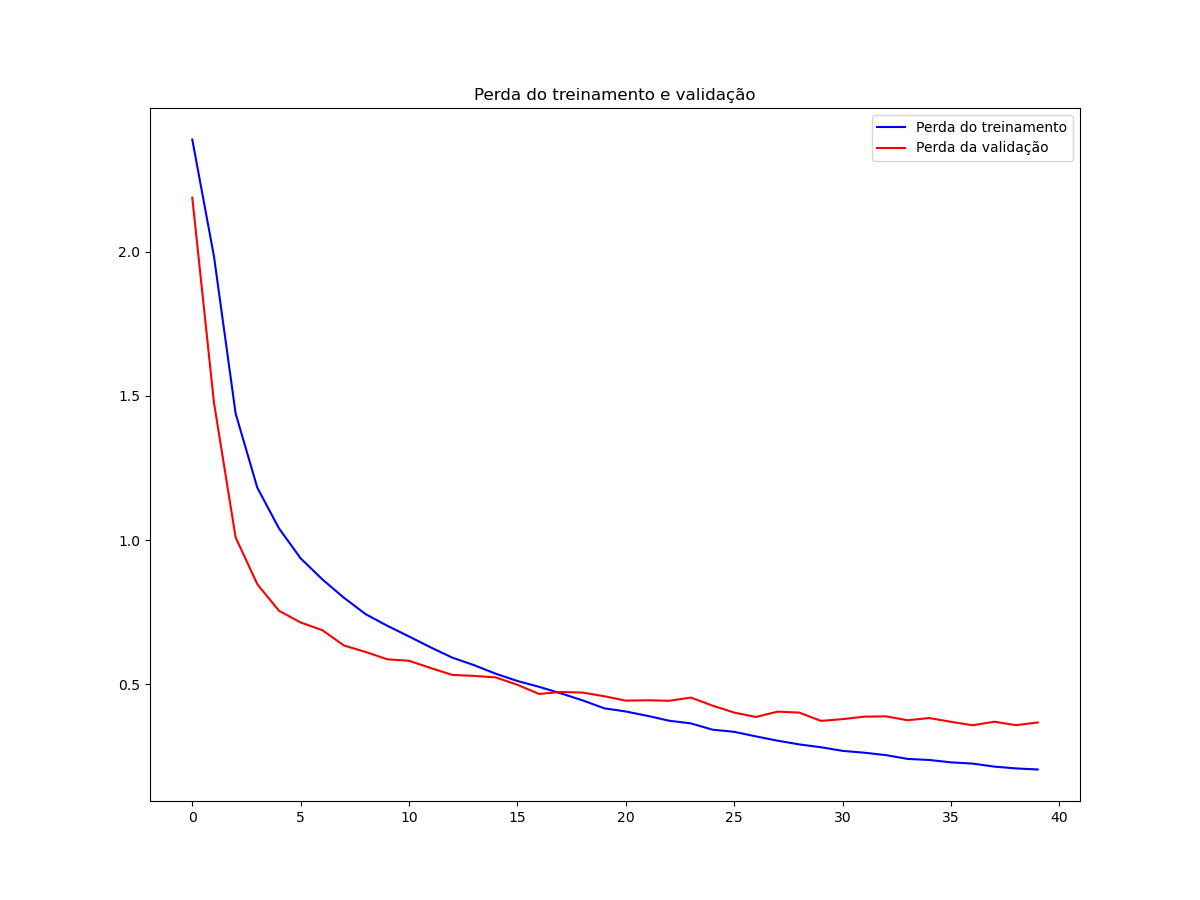 Perda do treinamento e validação
Perda do treinamento
Perda da validação
2.0
1.5
1.0
0.5
0 5 10 15 20 25 30 35 40